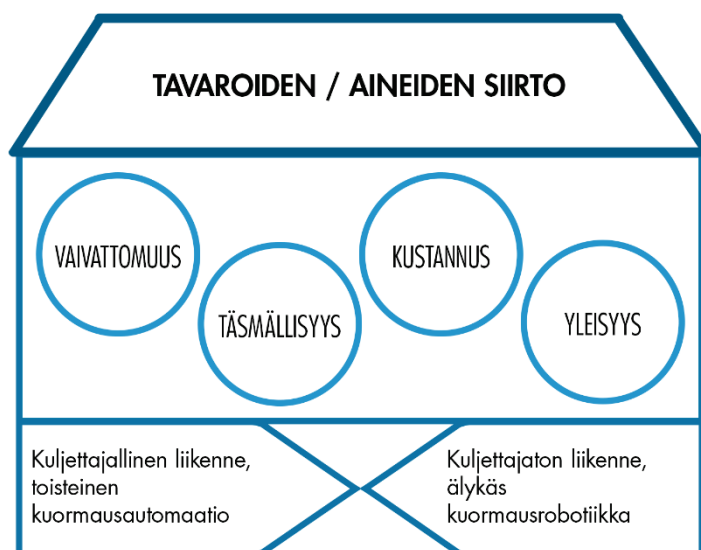 TAVAROIDEN / AINEIDEN SIIRTO
VAIVATTOMUUS
TÄSMÄLLISYYS
KUSTANNUS
YLEISYYS
Kuljettajallinen liikenne,
toisteinen
kuormausautomaatio
Kuljettajaton liikenne,
älykäs
kuormausrobotiikka